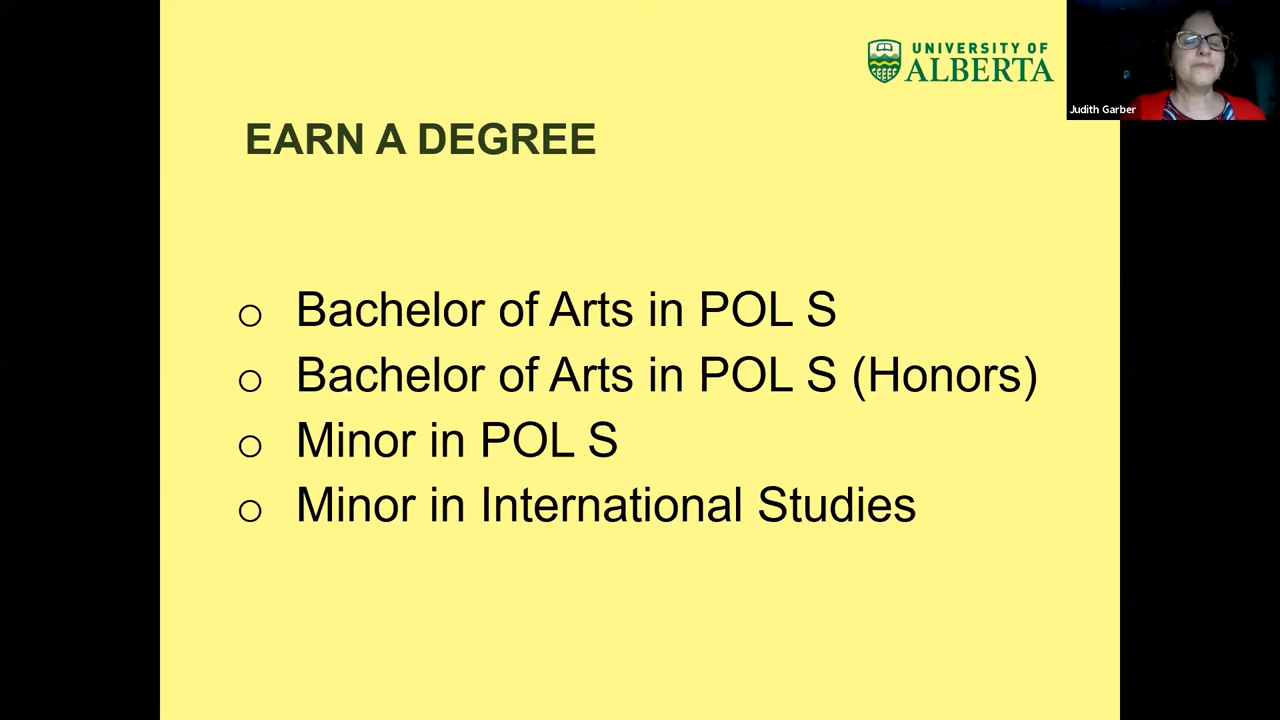 UNIVERSITY OF
ALBERTA
Judith Garber
EARN A DEGREE
Bachelor of Arts in POL S
Bachelor of Arts in POL S (Honors)
Minor in POL S
Minor in International Studies